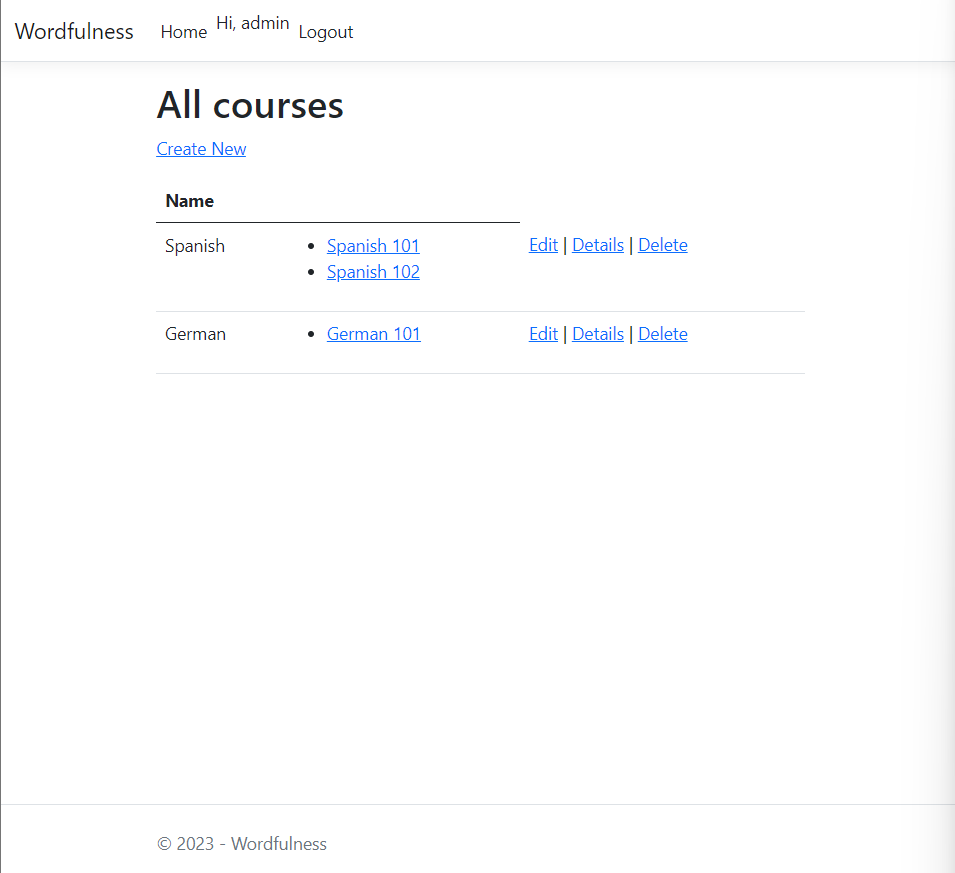 Wordfulness Home Hi, admin Logout
All courses
Create New
Name
Spanish • Spanish 101 Edit | Details | Delete
• Spanish 102
German • German 101 Edit | Details | Delete
© 2023 - Wordfulness